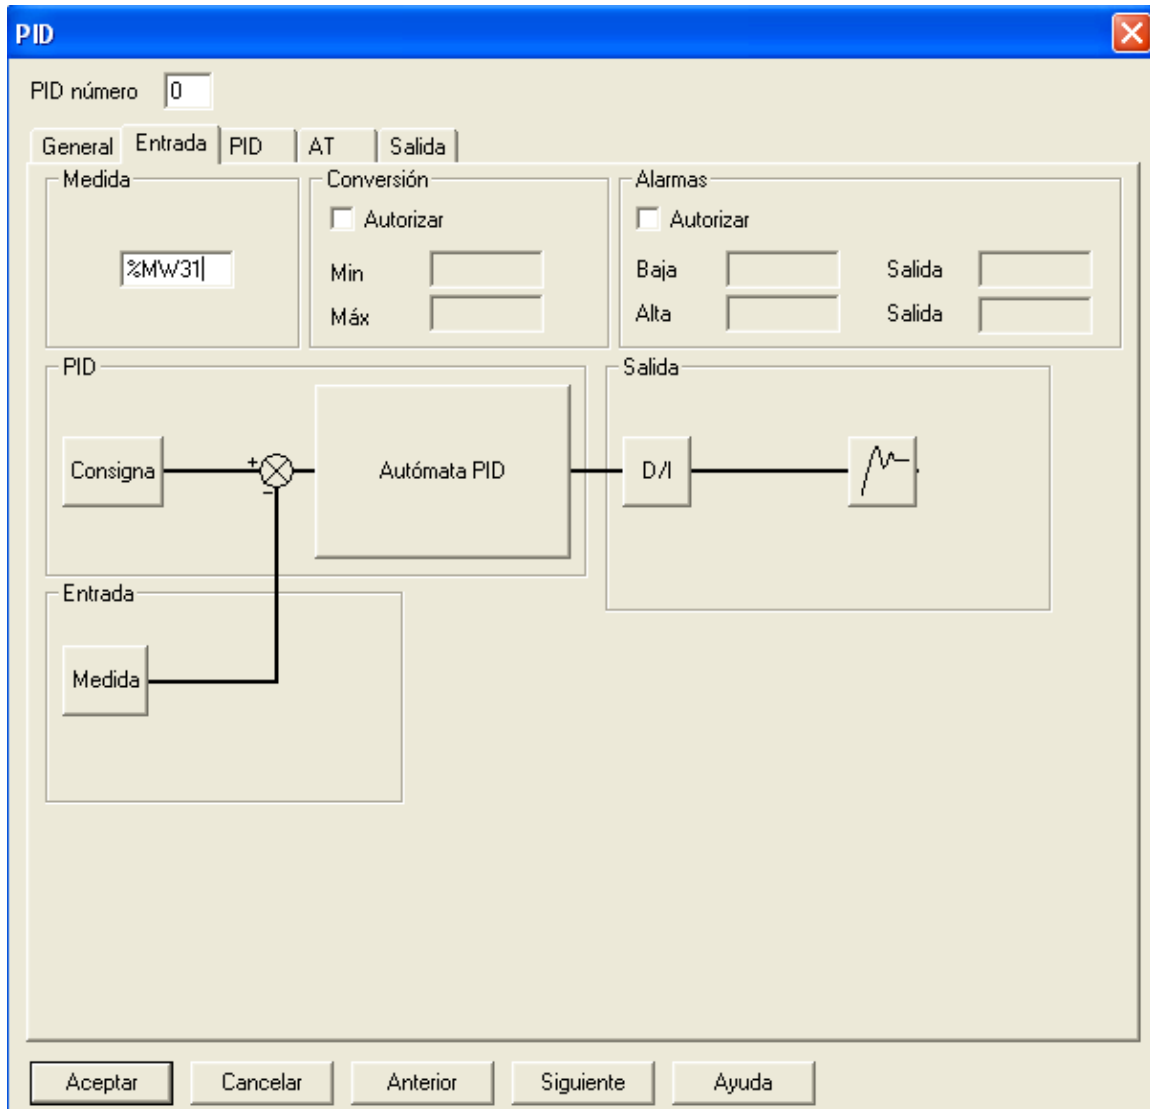 PID
PID número 0
General Entrada PID AT Salida
Medida
%MW31
Conversión
Autorizar
Min
Máx
Alarmas
Autorizar
Baja Salida
Alta Salida
PID
Consigna
+
-
Autómata PID
Salida
D/I
Entrada
Medida
Aceptar Cancelar Anterior Siguiente Ayuda